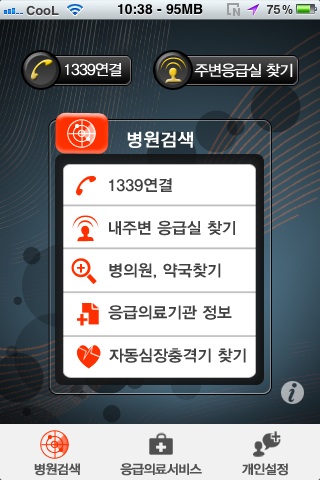 CooL 10:38 - 95MB 75%
1339연결 주변응급실 찾기
병원검색
1339연결
내주변 응급실 찾기
병의원, 약국찾기
응급의료기관 정보
자동심장충격기 찾기
병원검색 응급의료서비스 개인설정